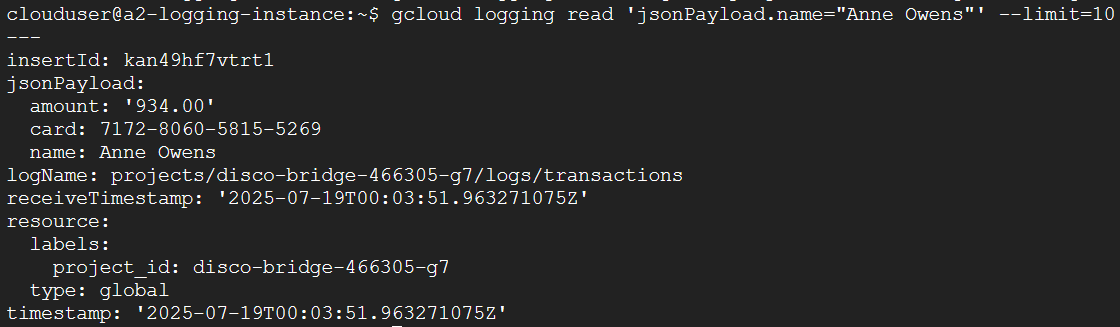 clouduser@a2-logging-instance:~$ gcloud logging read 'jsonPayload.name="Anne Owens"' --limit=10
---
insertId: kan49hf7vtrt1
jsonPayload:
  amount: '934.00'
  card: 7172-8060-5815-5269
  name: Anne Owens
logName: projects/disco-bridge-466305-g7/logs/transactions
receiveTimestamp: '2025-07-19T00:03:51.963271075Z'
resource:
  labels:
    project_id: disco-bridge-466305-g7
  type: global
timestamp: '2025-07-19T00:03:51.963271075Z'